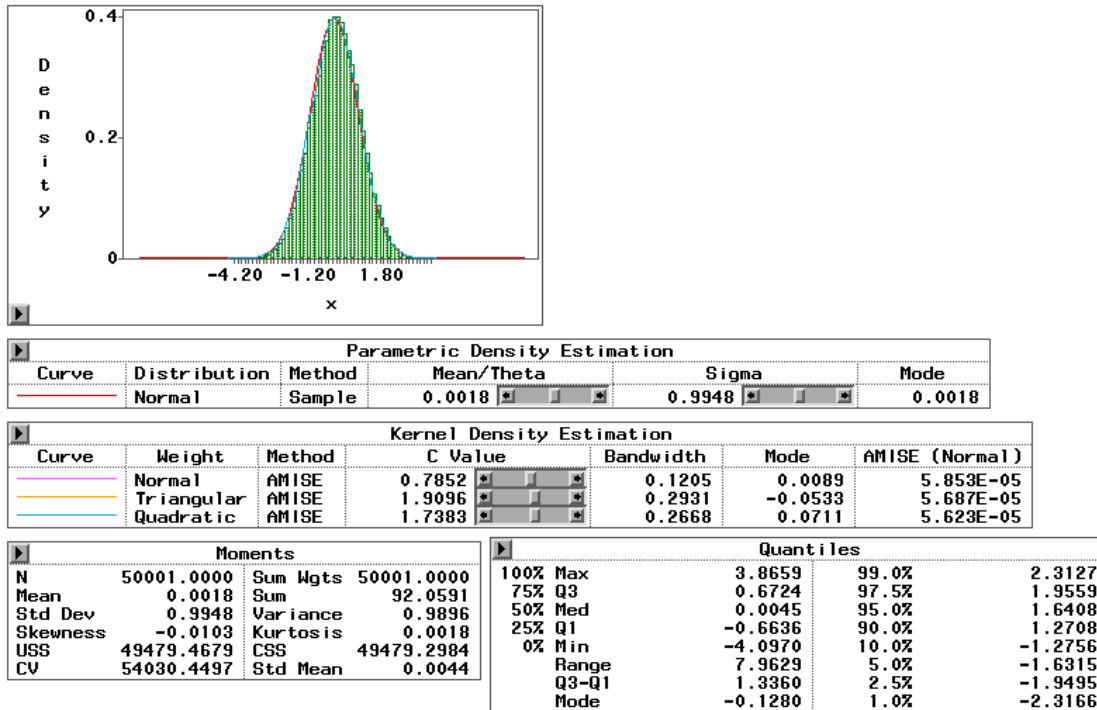 0.4
Density
0.2
0
-4.20 -1.20 1.80
x
Parametric Density Estimation
Curve Distribution Method Mean/Theta Sigma Mode
Normal Sample 0.0018 0.9948 0.0018
Kernel Density Estimation
Curve Weight Method C Value Bandwidth Mode AMISE (Normal)
Normal AMISE 0.7852 0.1205 0.0089 5.853E-05
Triangular AMISE 1.9096 0.2931 -0.0533 5.687E-05
Quadratic AMISE 1.7383 0.2668 0.0711 5.623E-05
Moments
N 50001.0000 Sum Wgts 50001.0000
Mean 0.0018 Sum 92.0591
Std Dev 0.9948 Variance 0.9896
Skewness -0.0103 Kurtosis 0.0018
USS 49479.4679 CSS 49479.2984
CV 54030.4497 Std Mean 0.0044
Quantiles
100% Max 3.8659 99.0% 2.3127
75% Q3 0.6724 97.5% 1.9559
50% Med 0.0045 95.0% 1.6408
25% Q1 -0.6636 90.0% 1.2708
0% Min -4.0970 10.0% -1.2756
Range 7.9629 5.0% -1.6315
Q3-Q1 1.3360 2.5% -1.9495
Mode -0.1280 1.0% -2.3166